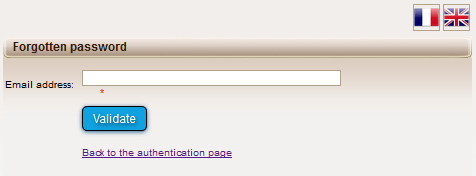 Forgotten password
Email address:
*
Validate
Back to the authentication page